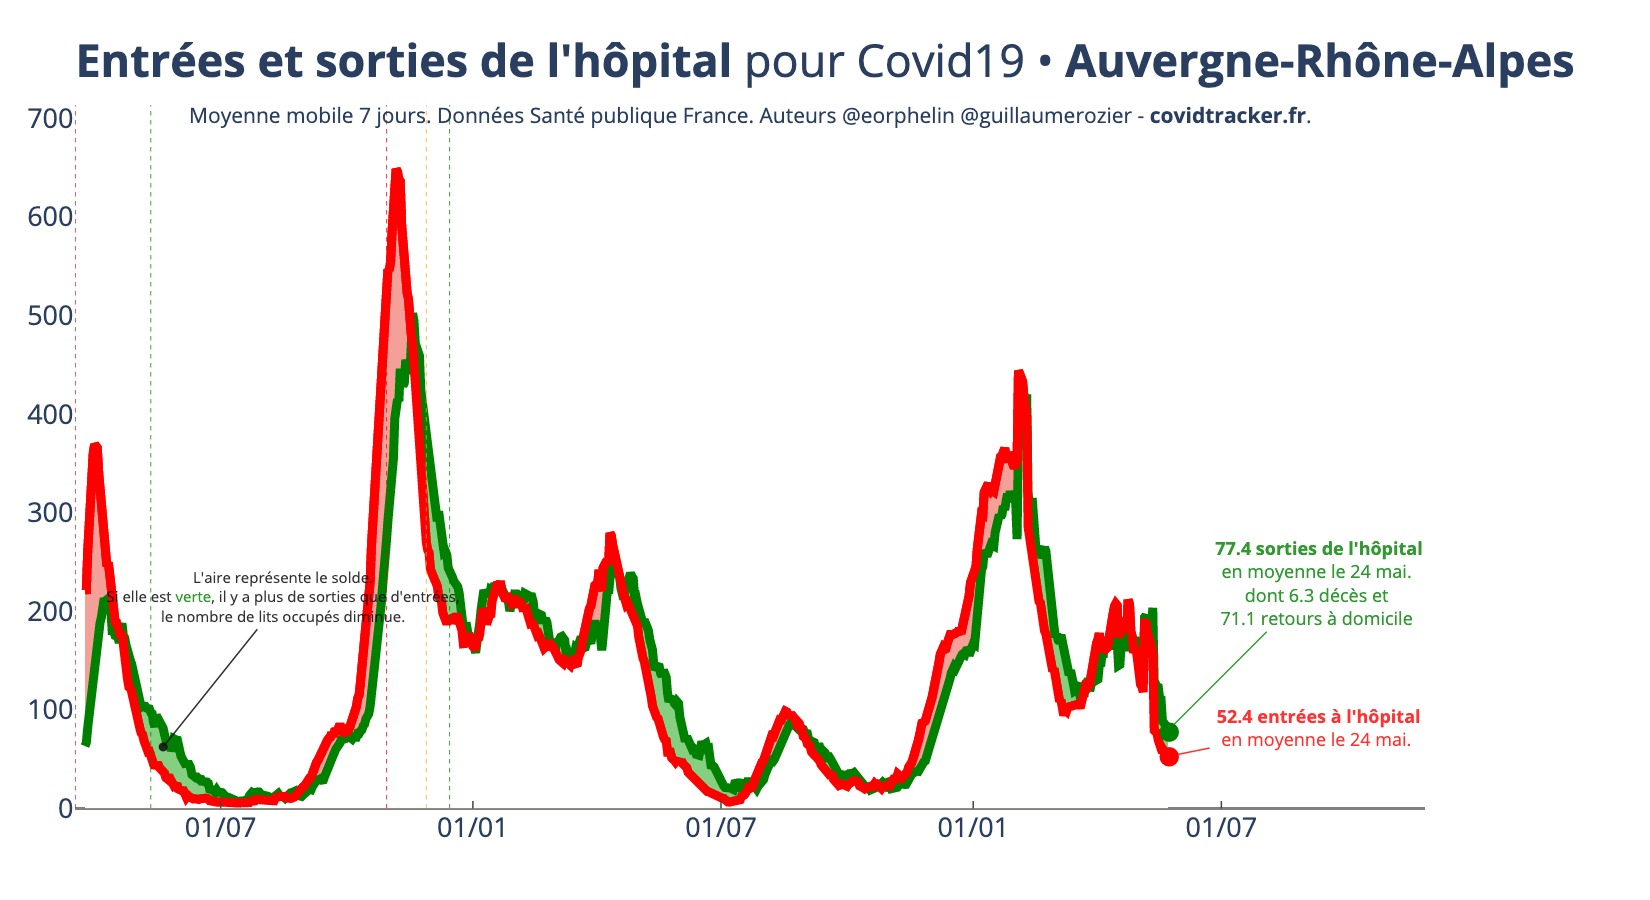 Entrées et sorties de l'hôpital pour Covid19 • Auvergne-Rhône-Alpes
Moyenne mobile 7 jours. Données Santé publique France. Auteurs @eorphelin @guillaumerozier - covidtracker.fr.
700
600
500
400
300
200
100
0
L'aire représente le solde.
Si elle est verte, il y a plus de sorties que d'entrées,
le nombre de lits occupés diminue.
77.4 sorties de l'hôpital
en moyenne le 24 mai.
dont 6.3 décès et
71.1 retours à domicile
52.4 entrées à l'hôpital
en moyenne le 24 mai.
01/07
01/01
01/07
01/01
01/07